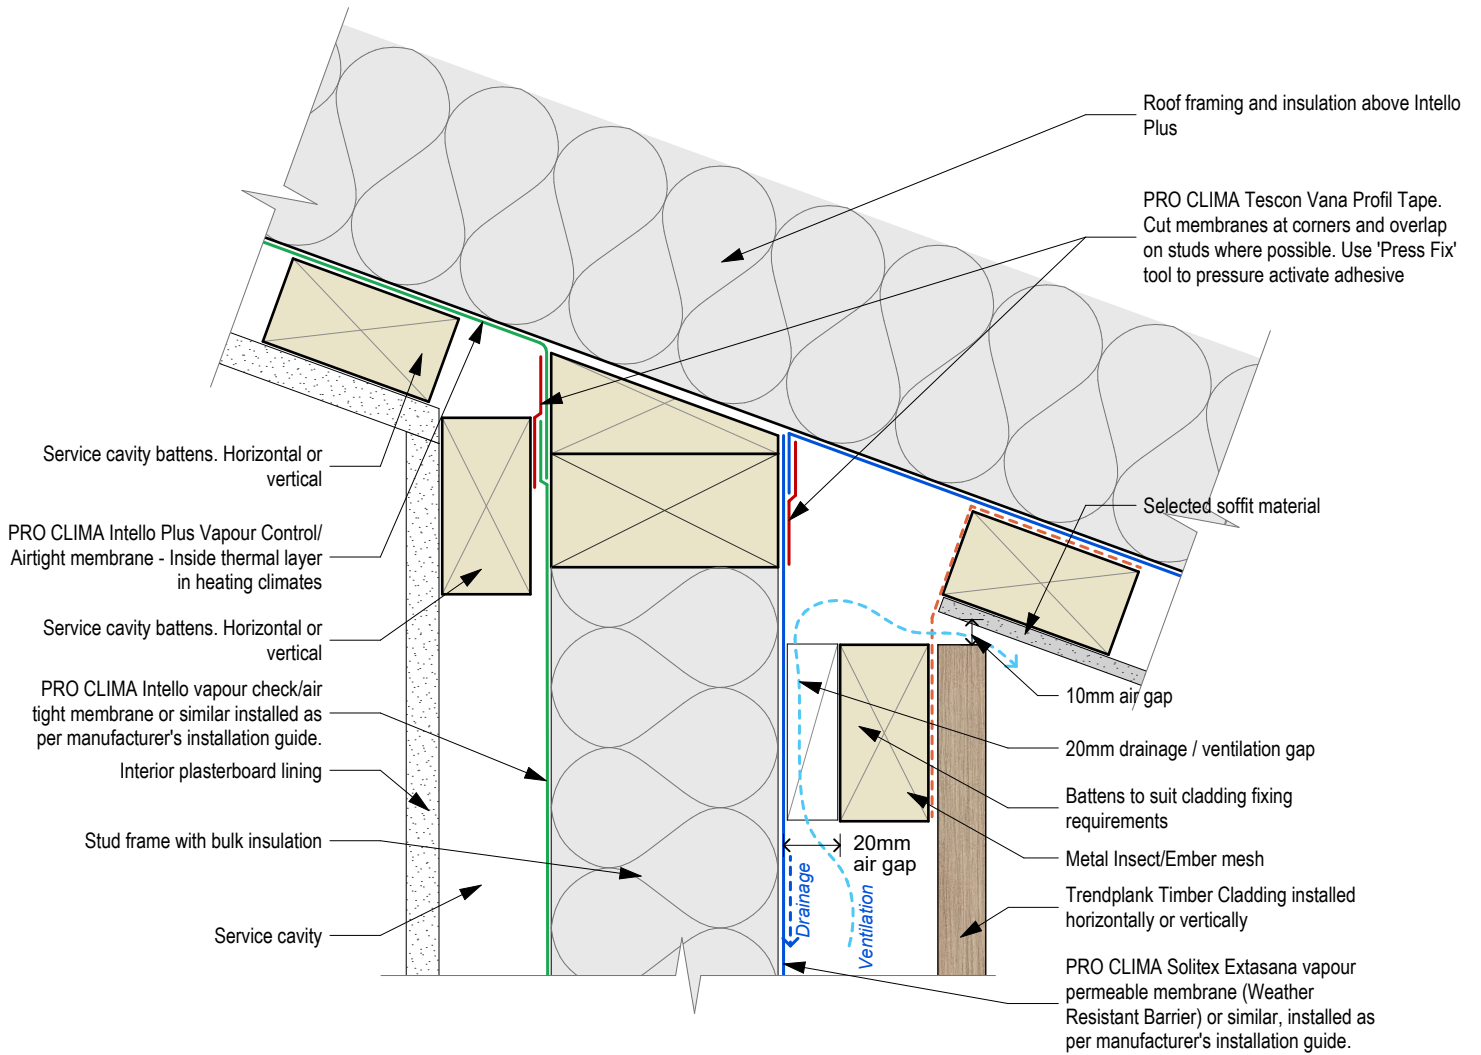 Roof framing and insulation above Intello
Plus
PRO CLIMA Tescon Vana Profil Tape.
Cut membranes at corners and overlap
on studs where possible. Use 'Press Fix'
tool to pressure activate adhesive
Service cavity battens. Horizontal or
vertical
PRO CLIMA Intello Plus Vapour Control/
Airtight membrane - Inside thermal layer
in heating climates
Service cavity battens. Horizontal or
vertical
PRO CLIMA Intello vapour check/air
tight membrane or similar installed as
per manufacturer's installation guide.
Interior plasterboard lining
Stud frame with bulk insulation
Service cavity
20mm
air gap
Drainage
Ventilation
Selected soffit material
10mm air gap
20mm drainage / ventilation gap
Battens to suit cladding fixing
requirements
Metal Insect/Ember mesh
Trendplank Timber Cladding installed
horizontally or vertically
PRO CLIMA Solitex Extasana vapour
permeable membrane (Weather
Resistant Barrier) or similar, installed as
per manufacturer's installation guide.